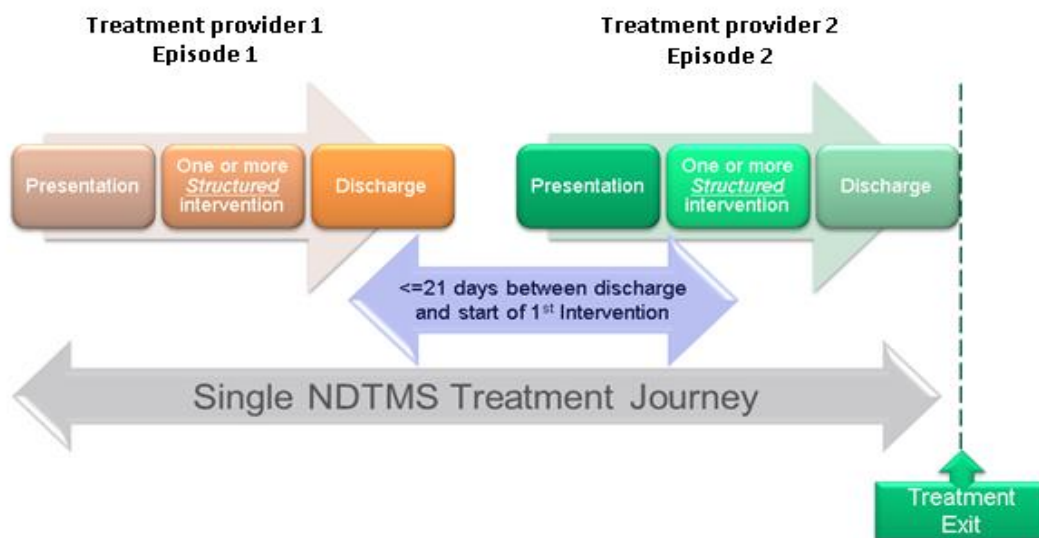 Treatment provider 1
Episode 1
Treatment provider 2
Episode 2
Presentation
One or more
Structured
intervention
Discharge
Presentation
One or more
Structured
intervention
Discharge
<=21 days between discharge
and start of 1st Intervention
Single NDTMS Treatment Journey
Treatment
Exit